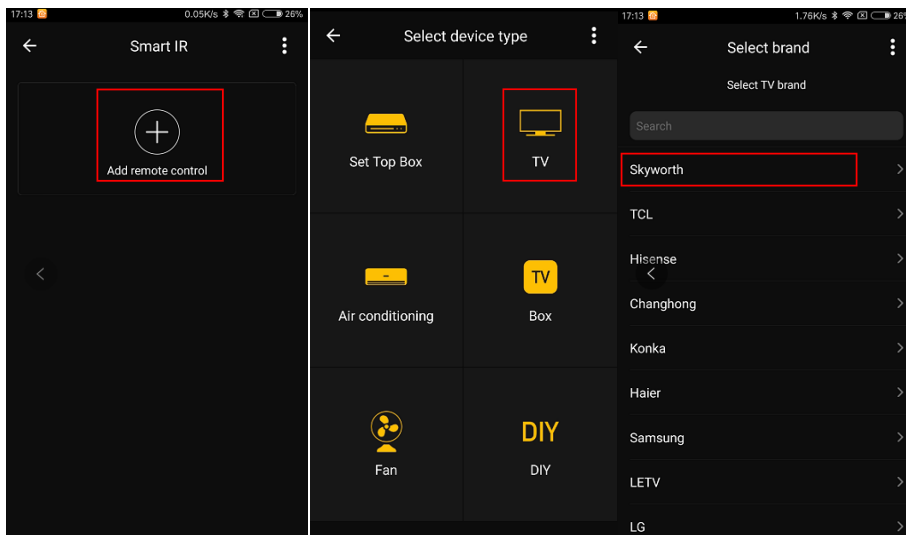 17:13
0.05K/s
26%
Smart IR
Add remote control
Select device type
Set Top Box
TV
Air conditioning
TV
Box
Fan
DIY
DIY
17:13
1.76K/s
26%
Select brand
Select TV brand
Search
Skyworth
TCL
Hisense
Changhong
Konka
Haier
Samsung
LETV
LG